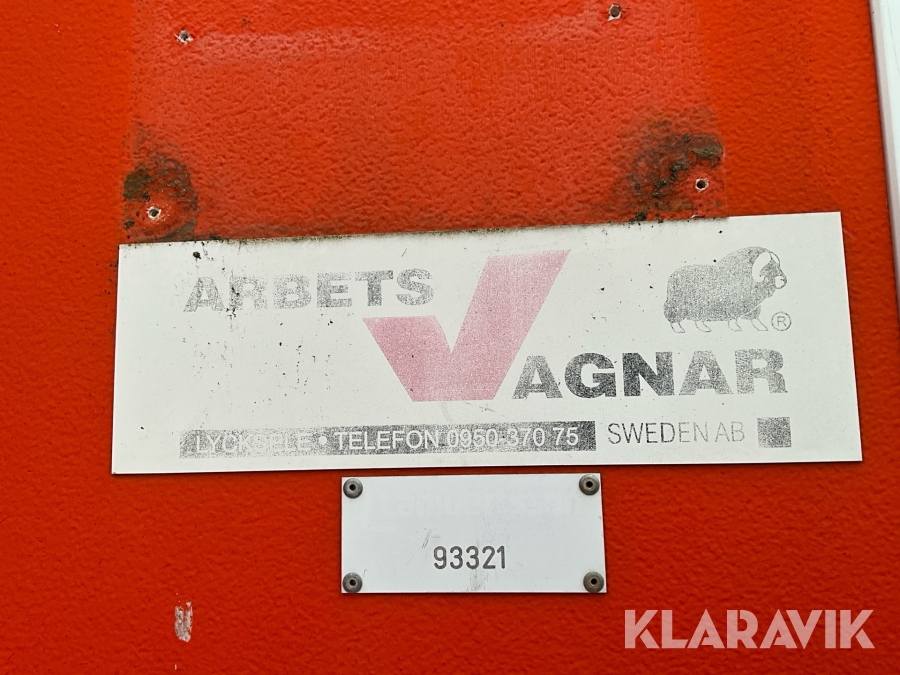 ARBETS
VAGNAR
®
LYCKSELE • TELEFON 0950-370 75 SWEDEN AB
93321
KLARAVIK